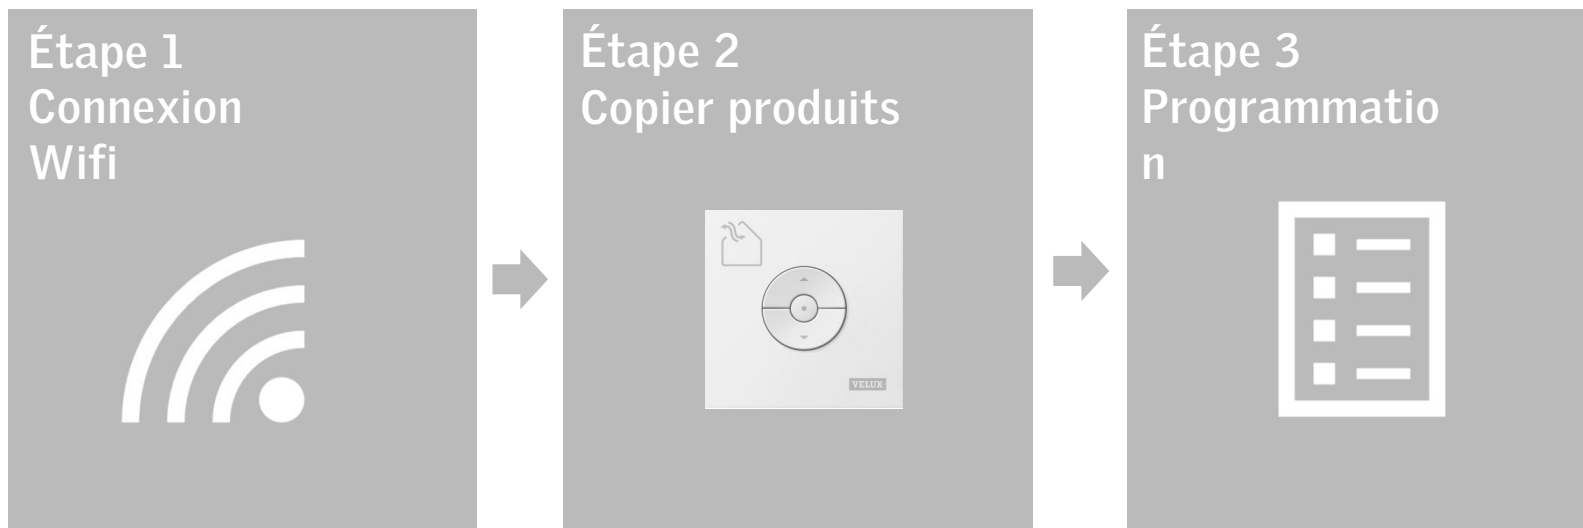 Étape 1
Connexion
Wifi
Étape 2
Copier produits
VELUX
Étape 3
Programmatio
n